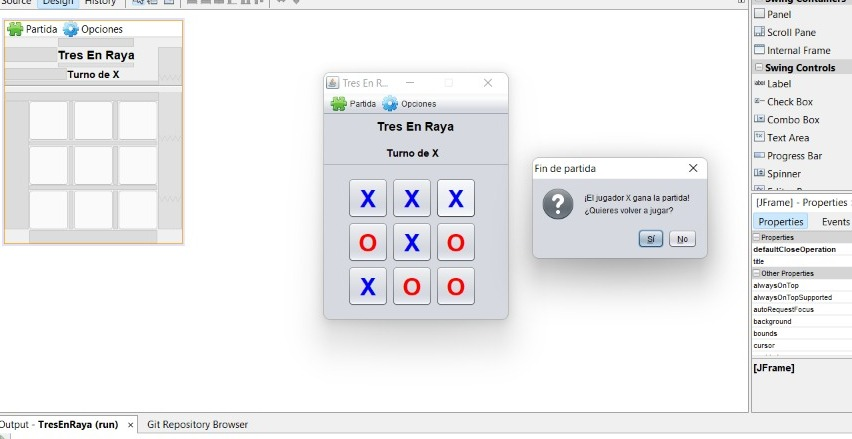 Source Design History
Partida Opciones
Tres En Raya
Turno de X
Tres En R...
Partida Opciones
Tres En Raya
Turno de X
X X X
O X O
X O O
Fin de partida
¡El jugador X gana la partida!
¿Quieres volver a jugar?
Sí No
Swing Containers
Panel
Scroll Pane
Internal Frame
Swing Controls
label Label
Check Box
Combo Box
Text Area
Progress Bar
Spinner
[JFrame] - Properties
Properties Events
Properties
defaultCloseOperation
title
Other Properties
alwaysOnTop
alwaysOnTopSupported
autoRequestFocus
background
bounds
cursor
[JFrame]
Output - TresEnRaya (run) × Git Repository Browser